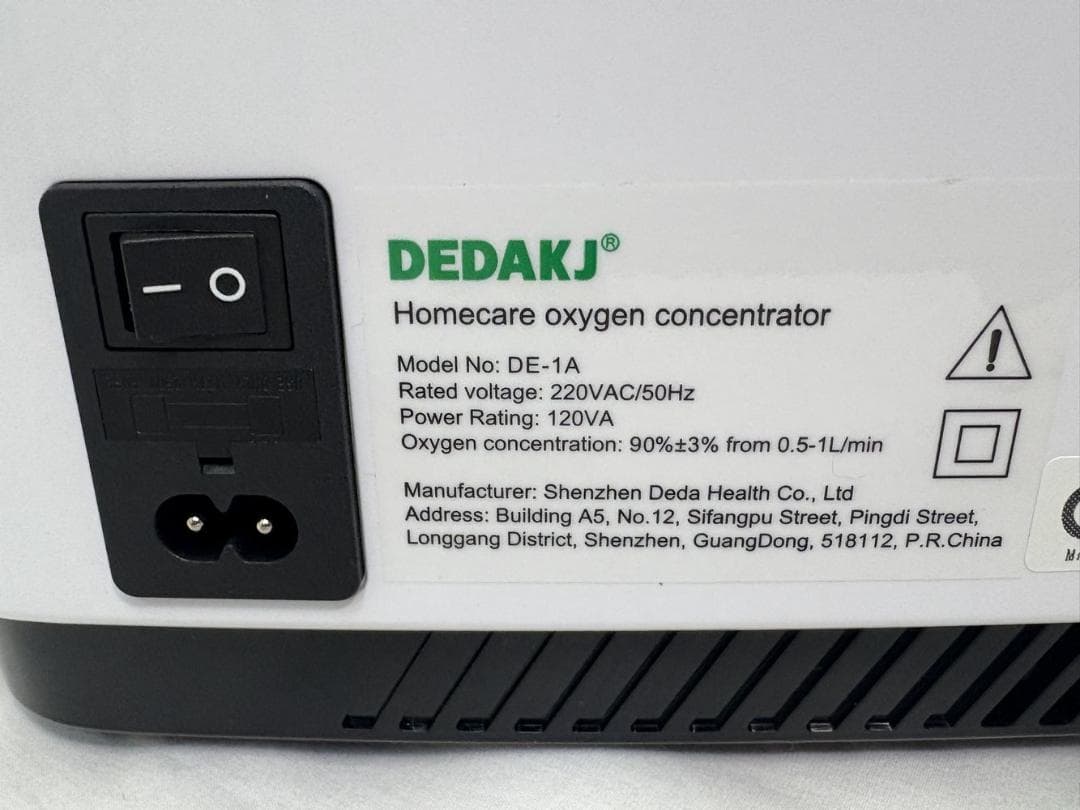 DEDAKJ®
Homecare oxygen concentrator
Model No: DE-1A
Rated voltage: 220VAC/50Hz
Power Rating: 120VA
Oxygen concentration: 90%±3% from 0.5-1L/min
Manufacturer: Shenzhen Deda Health Co., Ltd
Address: Building A5, No.12, Sifangpu Street, Pingdi Street,
Longgang District, Shenzhen, GuangDong, 518112, P.R.China